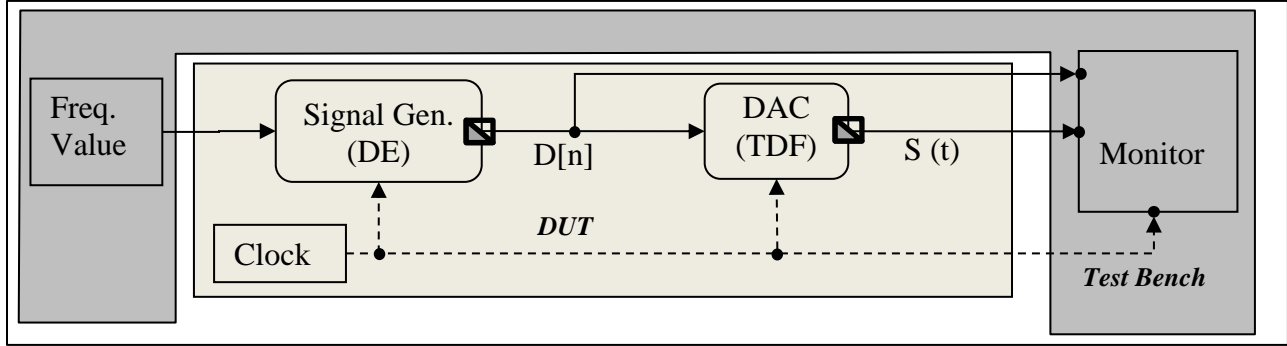 Freq.
Value
Signal Gen.
(DE)
D[n]
DAC
(TDF)
S (t)
Monitor
Clock
DUT
Test Bench